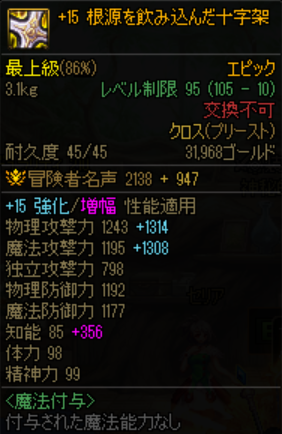 +15 根源を飲み込んだ十字架
最上級(86%) エピック
3.1kg レベル制限 95 (105 - 10)
交換不可
クロス(プリースト)
耐久度 45/45 31,968ゴールド
冒険者名声 2138 + 947
+15 強化/増幅 性能適用
物理攻撃力 1243 +1314
魔法攻撃力 1195 +1308
独立攻撃力 798
物理防御力 1192
魔法防御力 1177
知能 85 +356
体力 98
精神力 99
<魔法付与>
付与された魔法能力なし